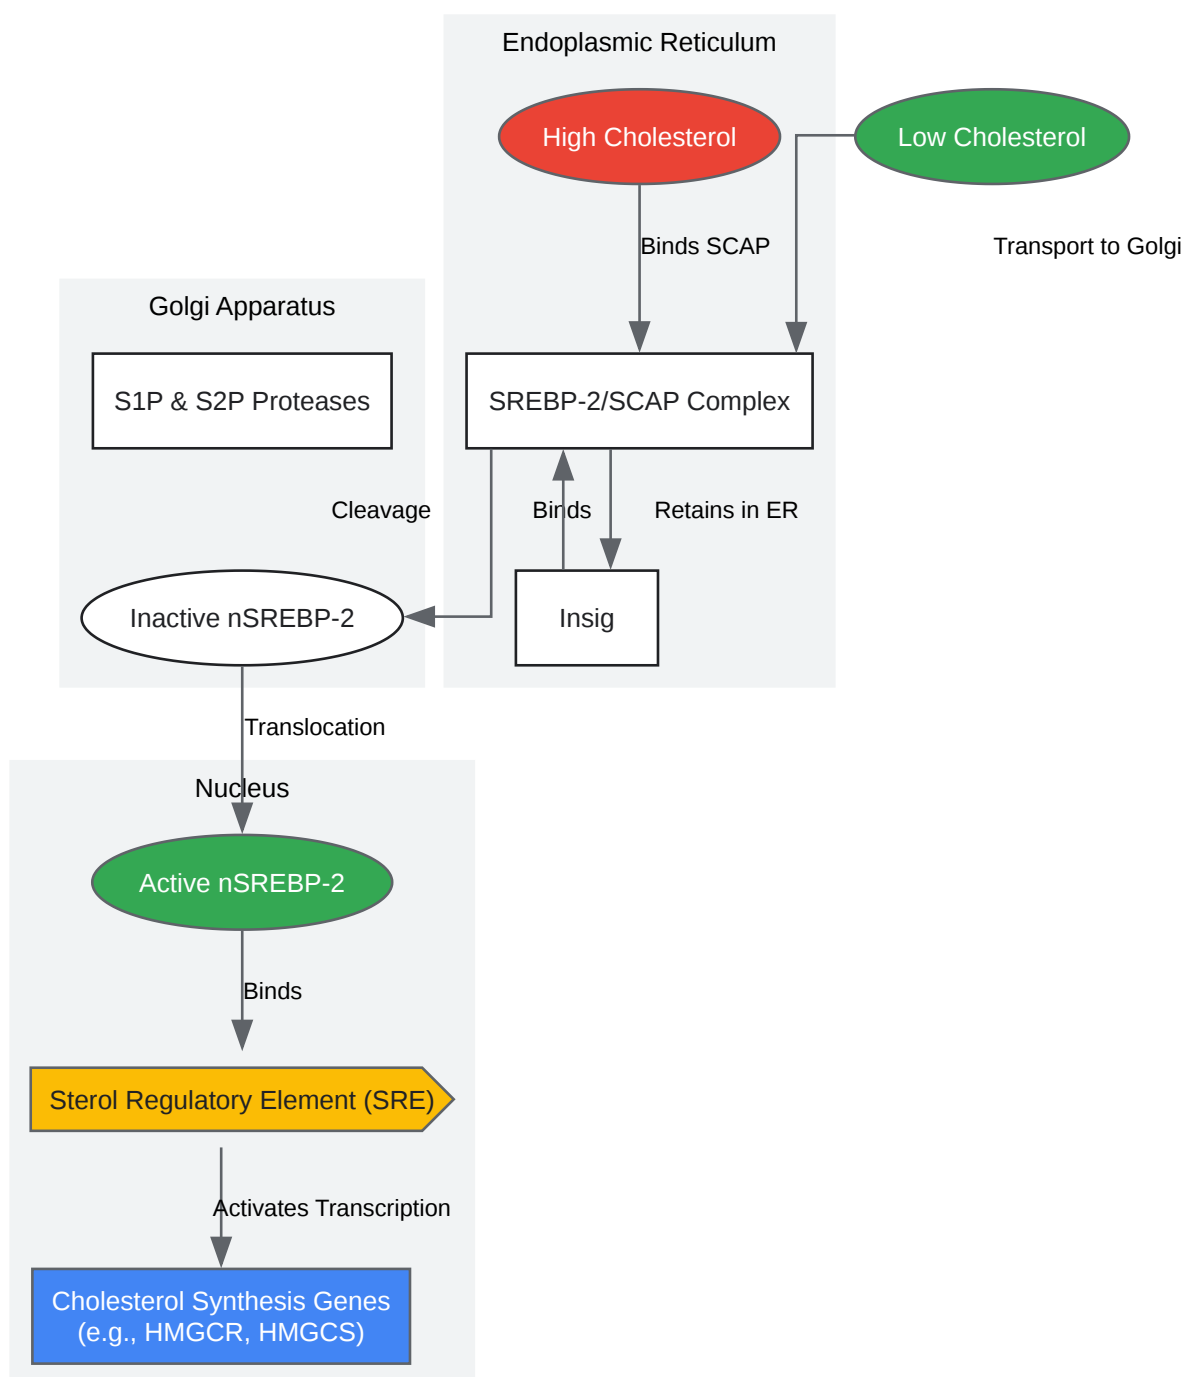 Endoplasmic Reticulum
High Cholesterol
Low Cholesterol
Binds SCAP
Transport to Golgi
Golgi Apparatus
S1P & S2P Proteases
SREBP-2/SCAP Complex
Cleavage
Binds
Retains in ER
Inactive nSREBP-2
Insig
Translocation
Nucleus
Active nSREBP-2
Binds
Sterol Regulatory Element (SRE)
Activates Transcription
Cholesterol Synthesis Genes
(e.g., HMGCR, HMGCS)